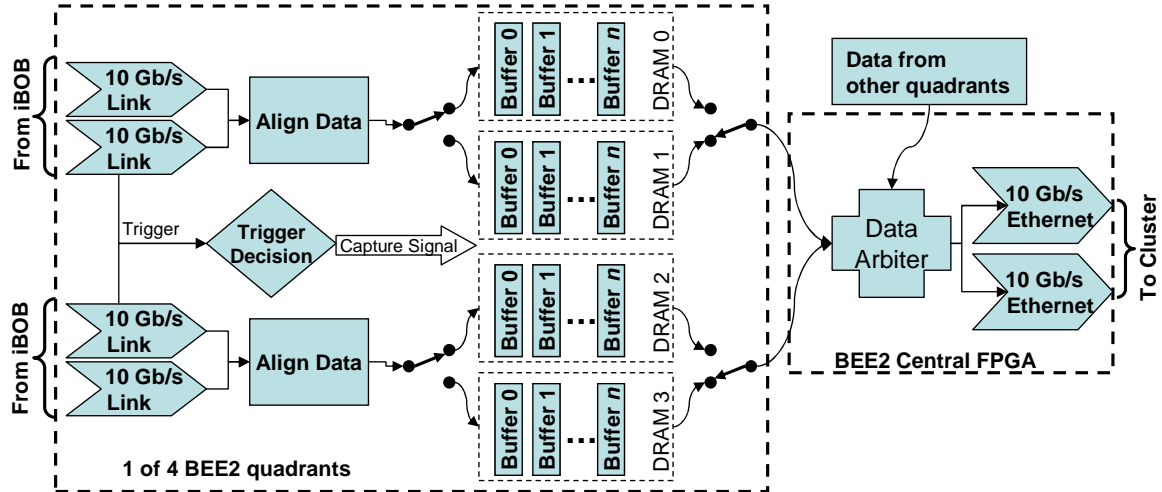 From iBOB
10 Gb/s
Link
10 Gb/s
Link
Align Data
Buffer 0
Buffer 1
...
Buffer n
DRAM 0
Buffer 0
Buffer 1
...
Buffer n
DRAM 1
Data from
other quadrants
Trigger
Trigger
Decision
Capture Signal
Data
Arbiter
10 Gb/s
Ethernet
10 Gb/s
Ethernet
To Cluster
BEE2 Central FPGA
From iBOB
10 Gb/s
Link
10 Gb/s
Link
Align Data
Buffer 0
Buffer 1
...
Buffer n
DRAM 2
Buffer 0
Buffer 1
...
Buffer n
DRAM 3
1 of 4 BEE2 quadrants